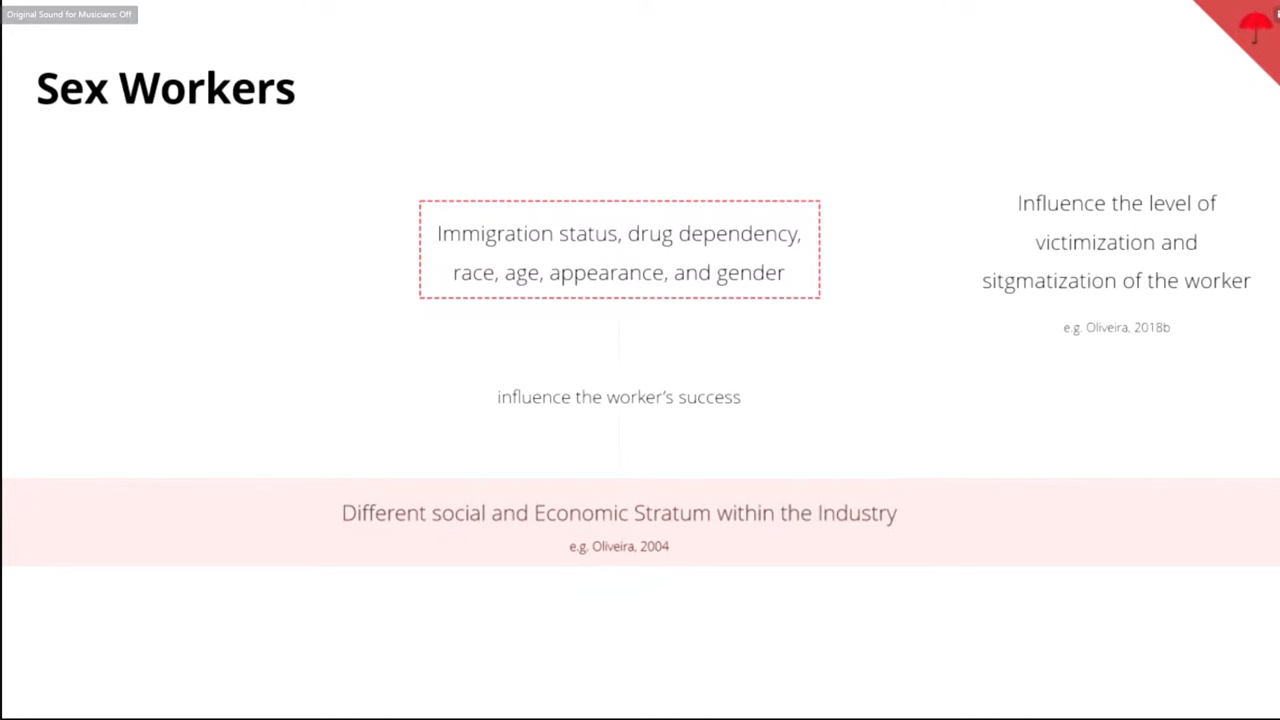 Original Sound for Musicians: Off
Sex Workers
Immigration status, drug dependency,
race, age, appearance, and gender
Influence the level of
victimization and
sitgmatization of the worker
e.g. Oliveira, 2018b
influence the worker's success
Different social and Economic Stratum within the Industry
e.g. Oliveira, 2004